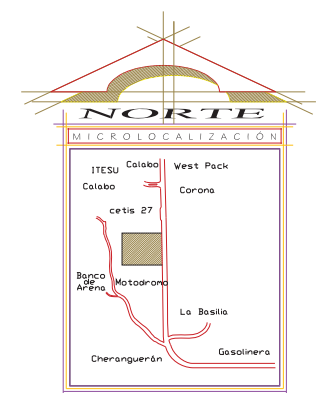 NORTE
MICROLOCALIZACIÓN
Calabo West Pack
ITESU
Calabo Corona
cetis 27
Banco
de
Arena
Motodromo
La Basilia
Gasolinera
Cheranguerán